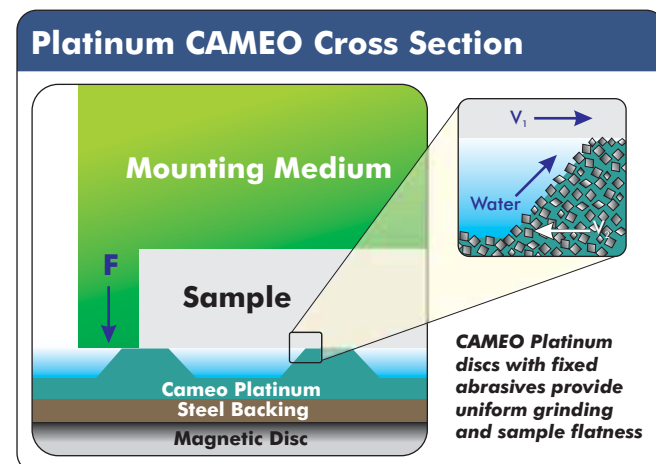 Platinum CAMEO Cross Section
Mounting Medium
F
Sample
Cameo Platinum
Steel Backing
Magnetic Disc
V₁
Water
V₂
CAMEO Platinum
discs with fixed
abrasives provide
uniform grinding
and sample flatness